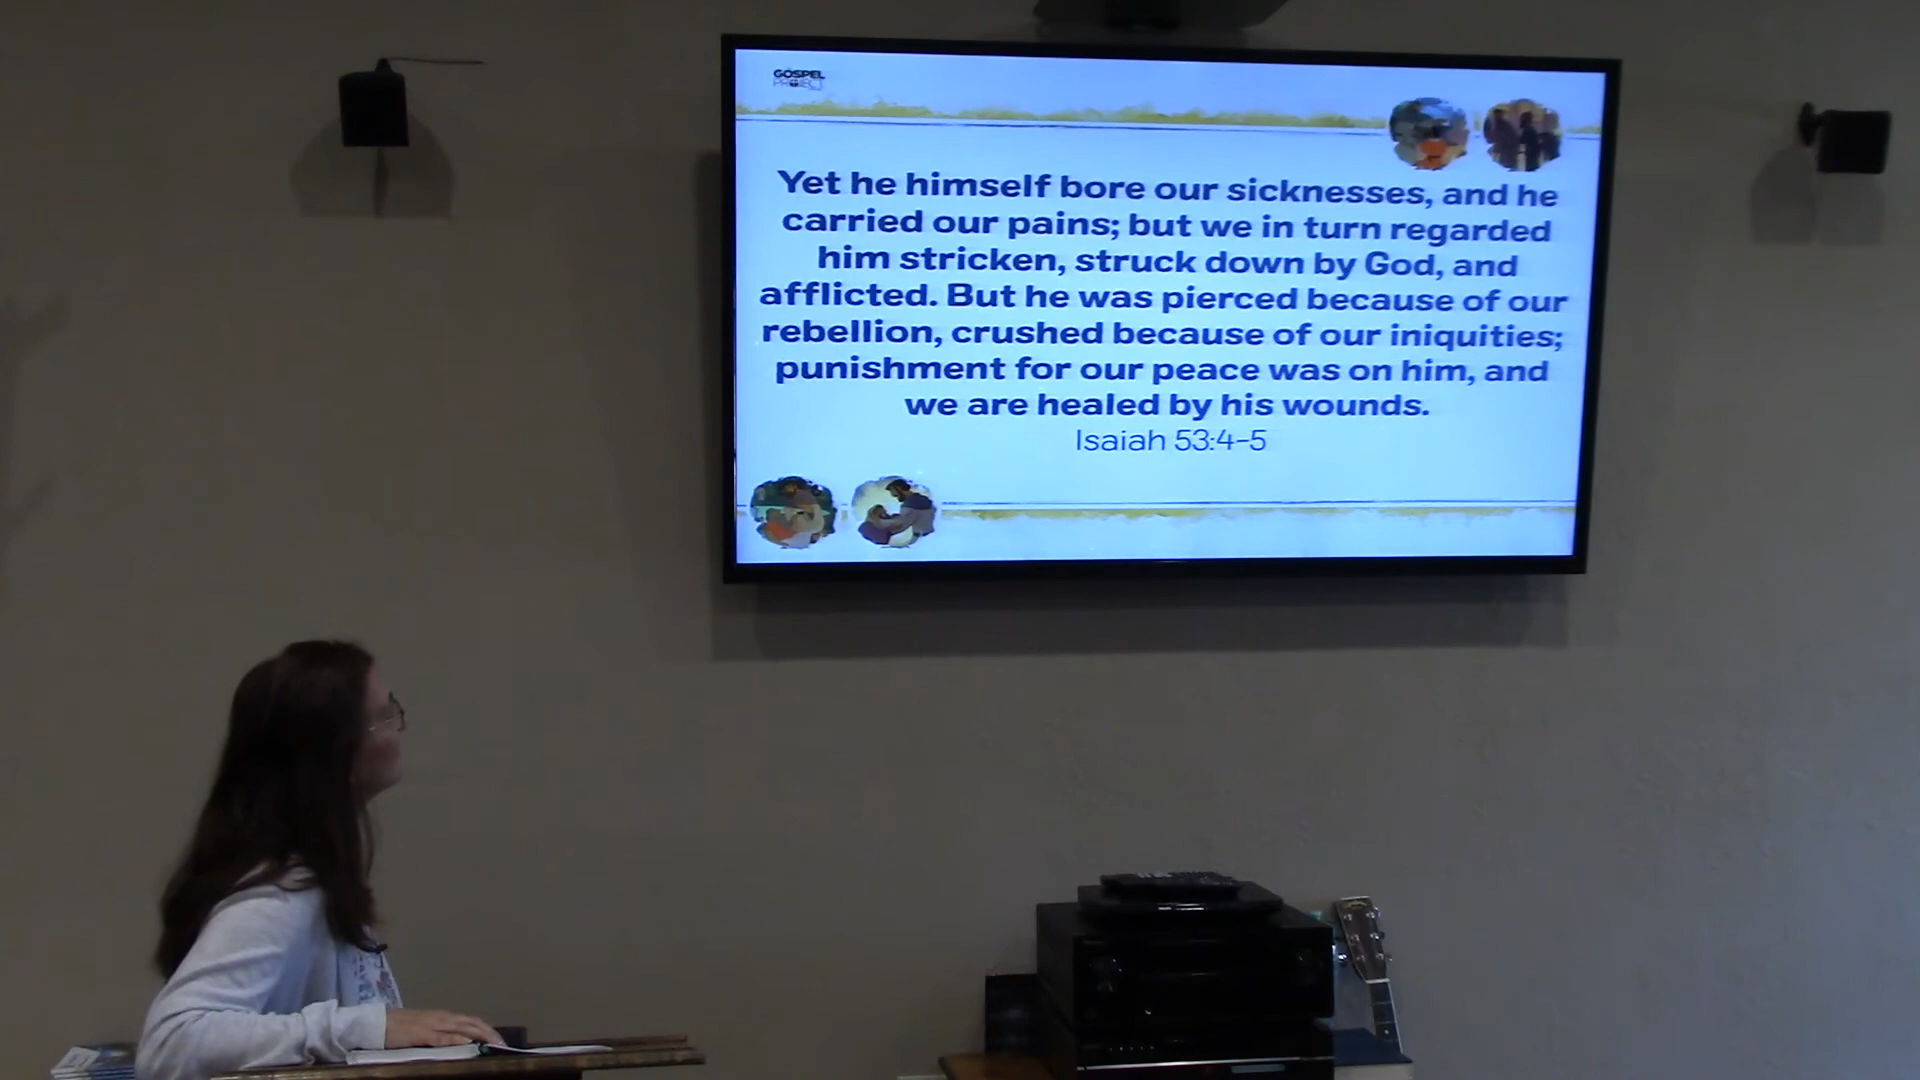 GOSPEL
PROJECT
Yet he himself bore our sicknesses, and he
carried our pains; but we in turn regarded
him stricken, struck down by God, and
afflicted. But he was pierced because of our
rebellion, crushed because of our iniquities;
punishment for our peace was on him, and
we are healed by his wounds.
Isaiah 53:4–5